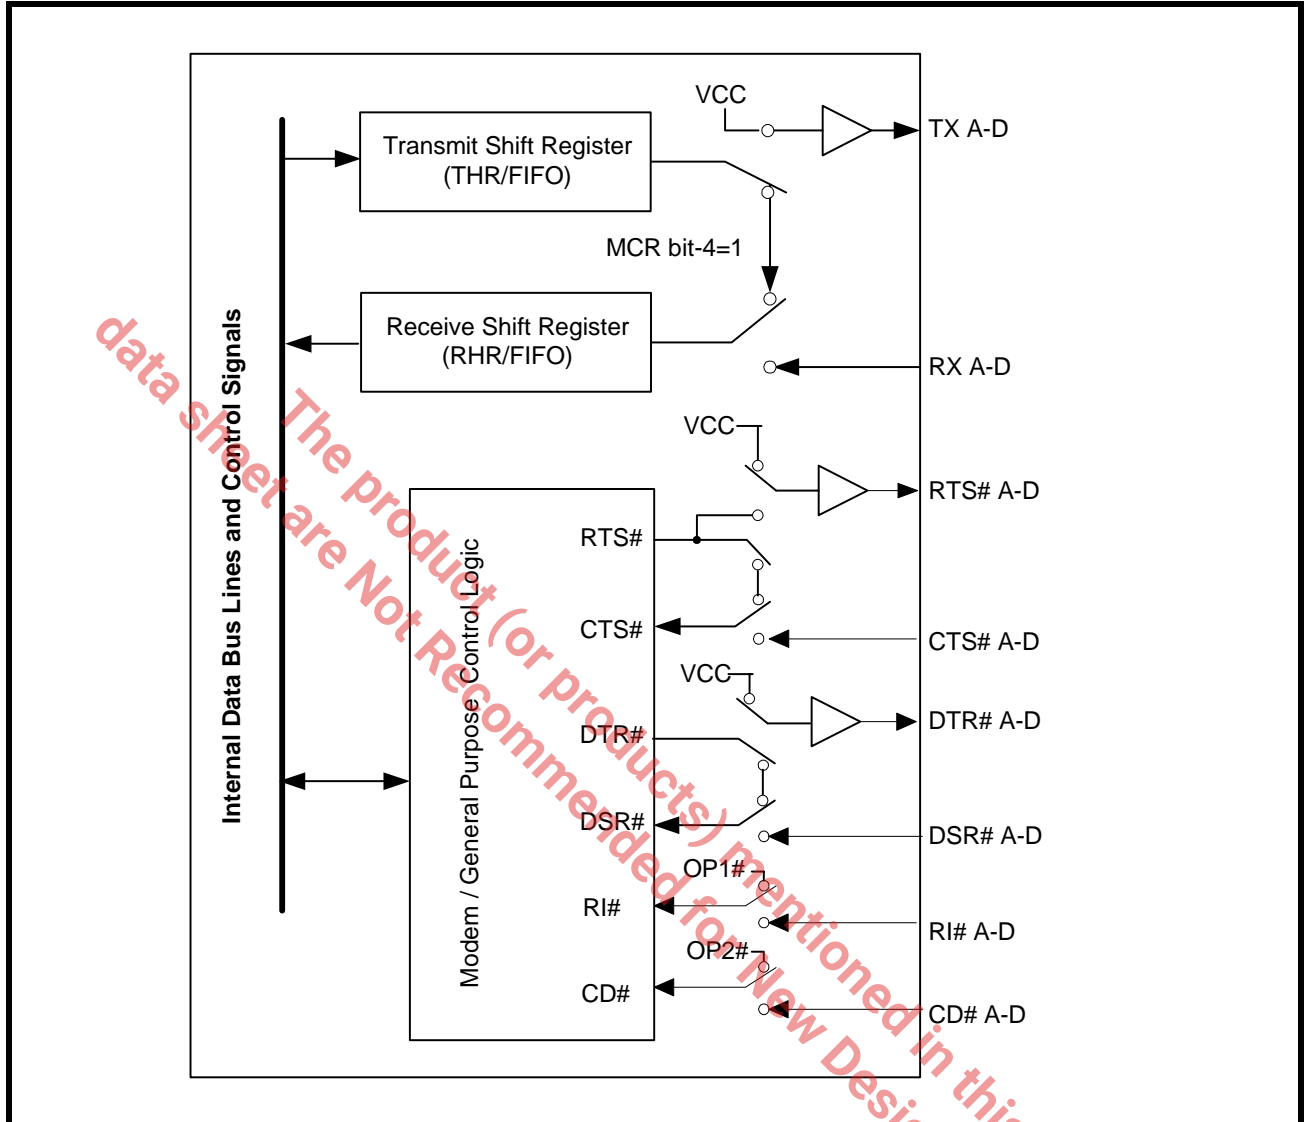 VCC
TX A-D
Transmit Shift Register
(THR/FIFO)
MCR bit-4=1
Receive Shift Register
(RHR/FIFO)
RX A-D
Internal Data Bus Lines and Control Signals
VCC
RTS# A-D
RTS#
CTS#
CTS# A-D
Modem / General Purpose Control Logic
VCC
DTR# A-D
DTR#
DSR#
DSR# A-D
OP1#
RI#
RI# A-D
OP2#
CD#
CD# A-D
The product (or products) mentioned in this
data sheet are Not Recommended for New Desi